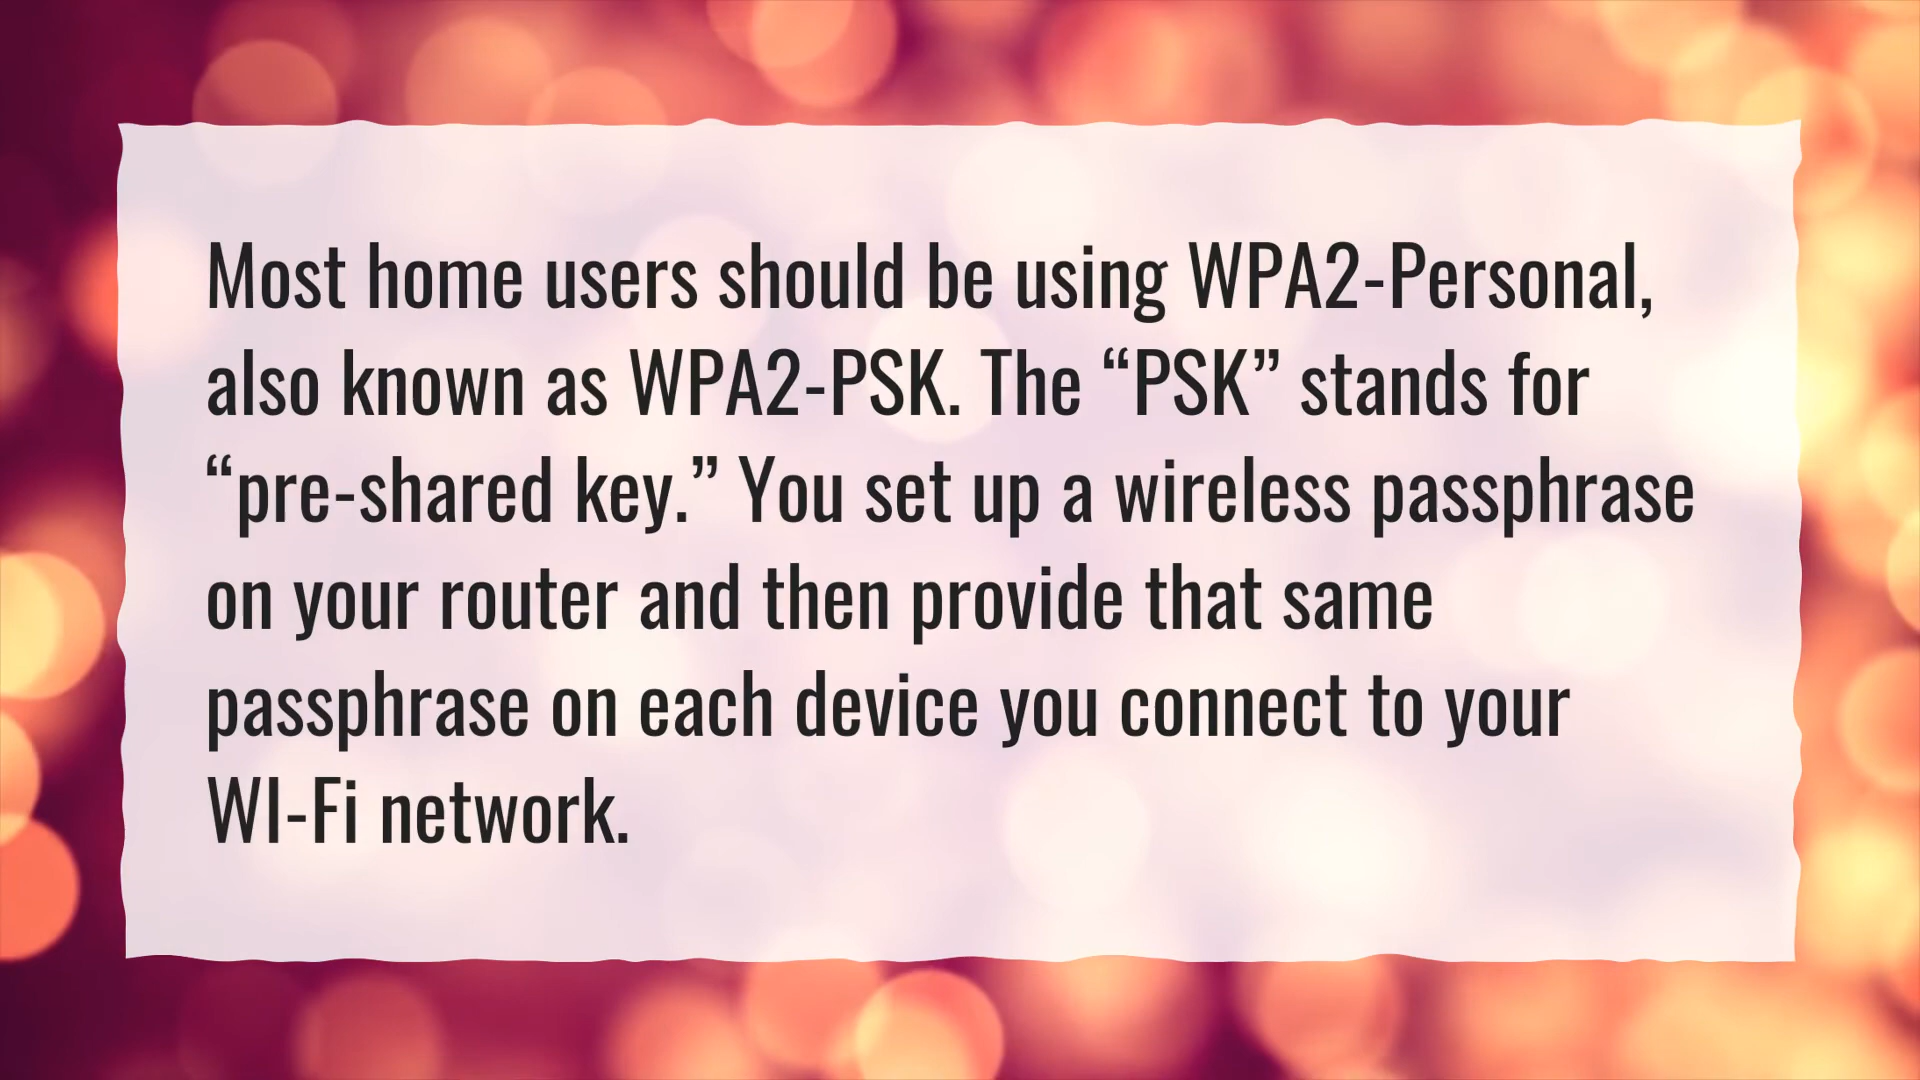 Most home users should be using WPA2-Personal,
also known as WPA2-PSK. The “PSK” stands for
“pre-shared key.” You set up a wireless passphrase
on your router and then provide that same
passphrase on each device you connect to your
WI-Fi network.